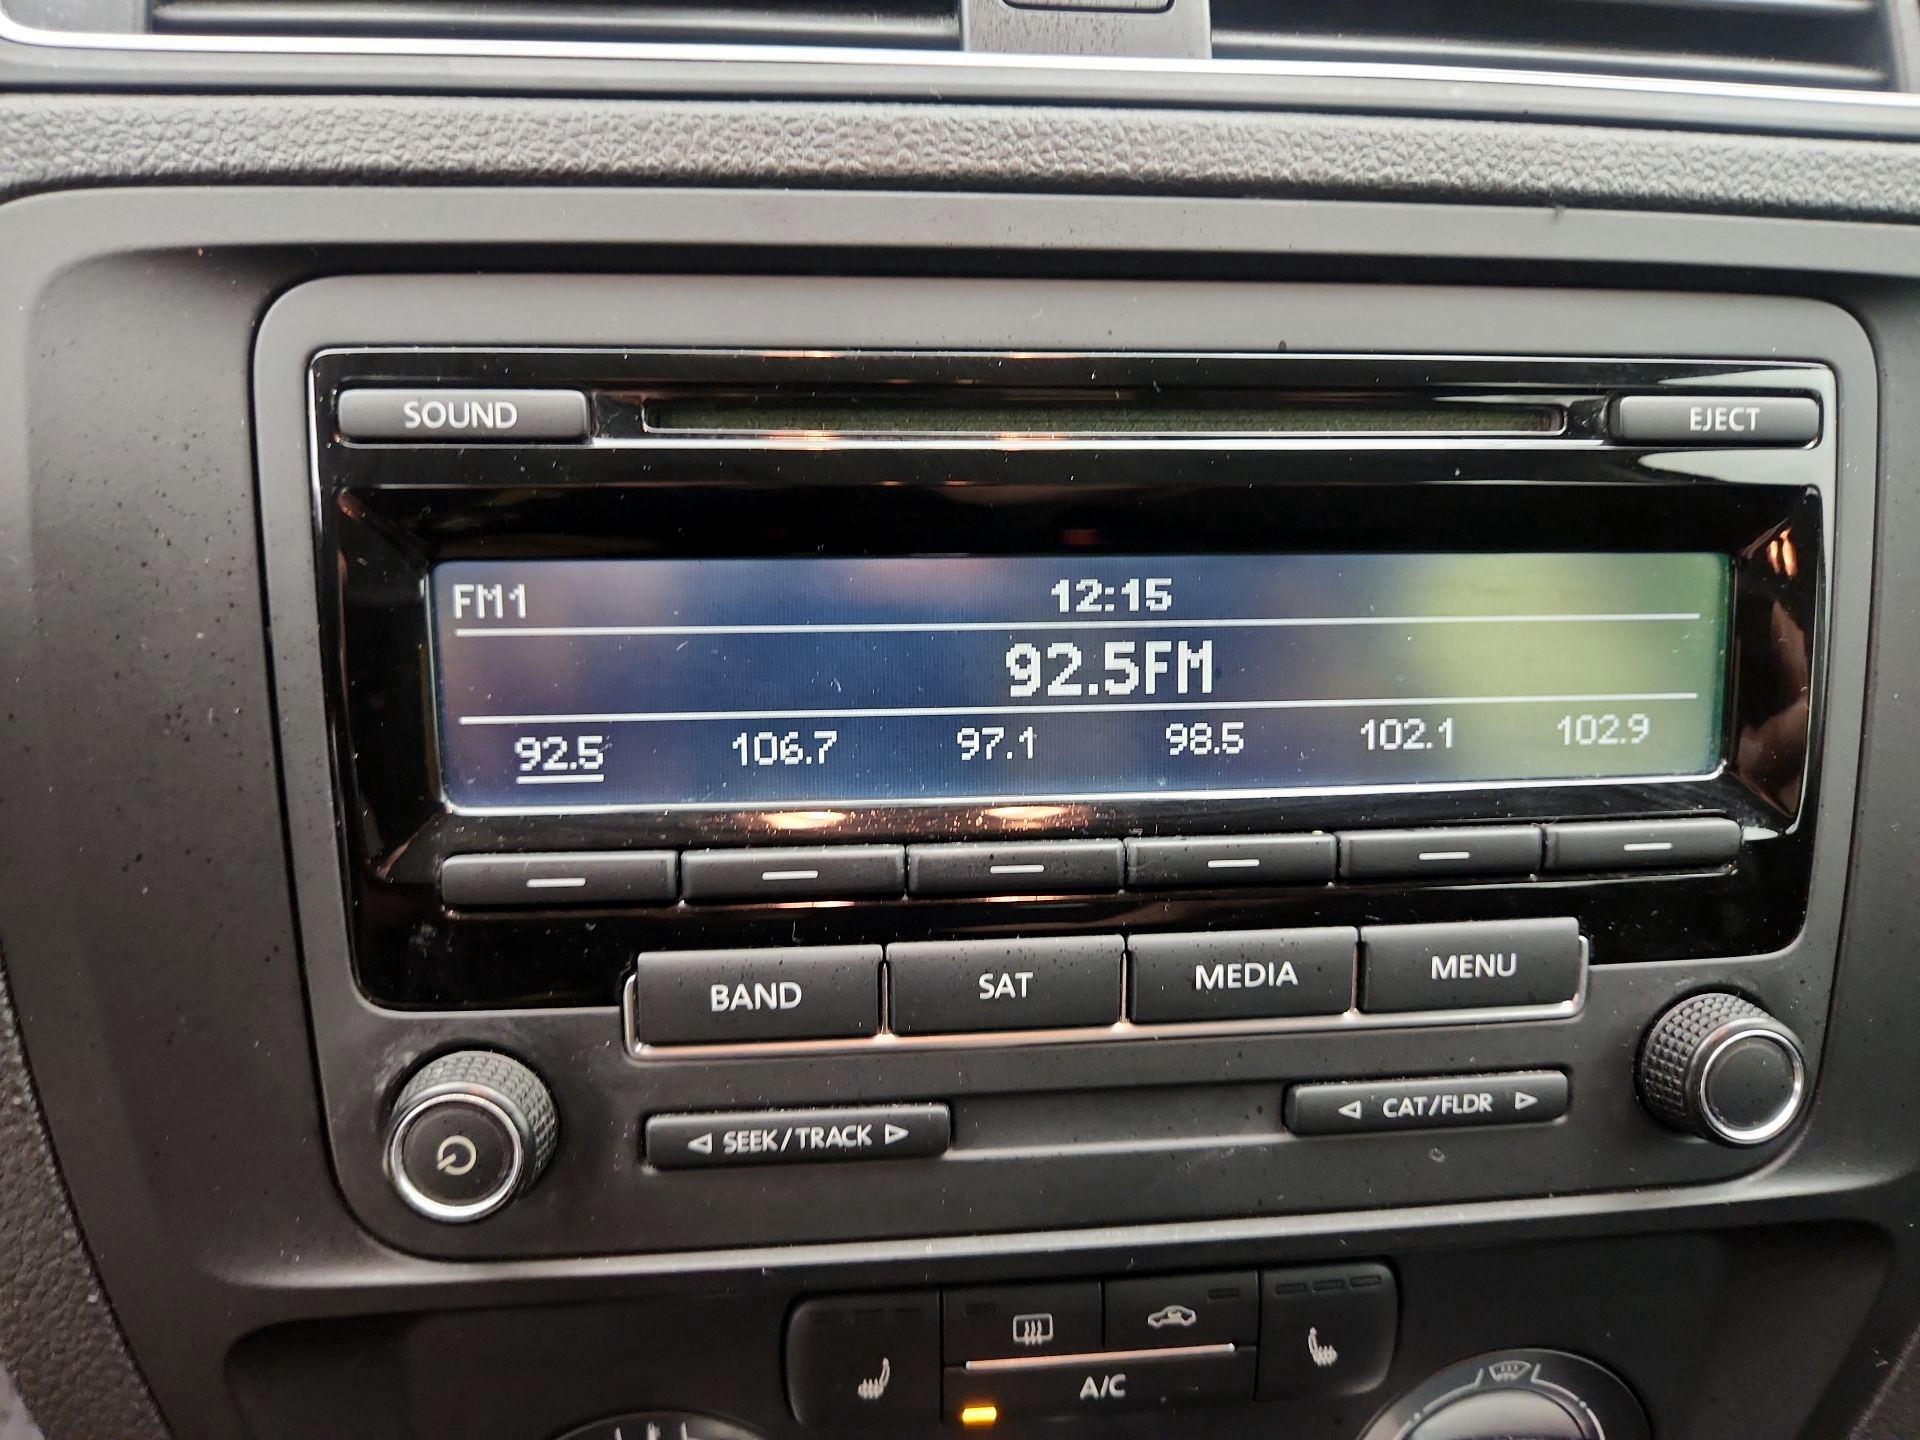 SOUND EJECT
FM1 12:15
92.5FM
92.5 106.7 97.1 98.5 102.1 102.9
BAND SAT MEDIA MENU
SEEK/TRACK CAT/FLDR
A/C